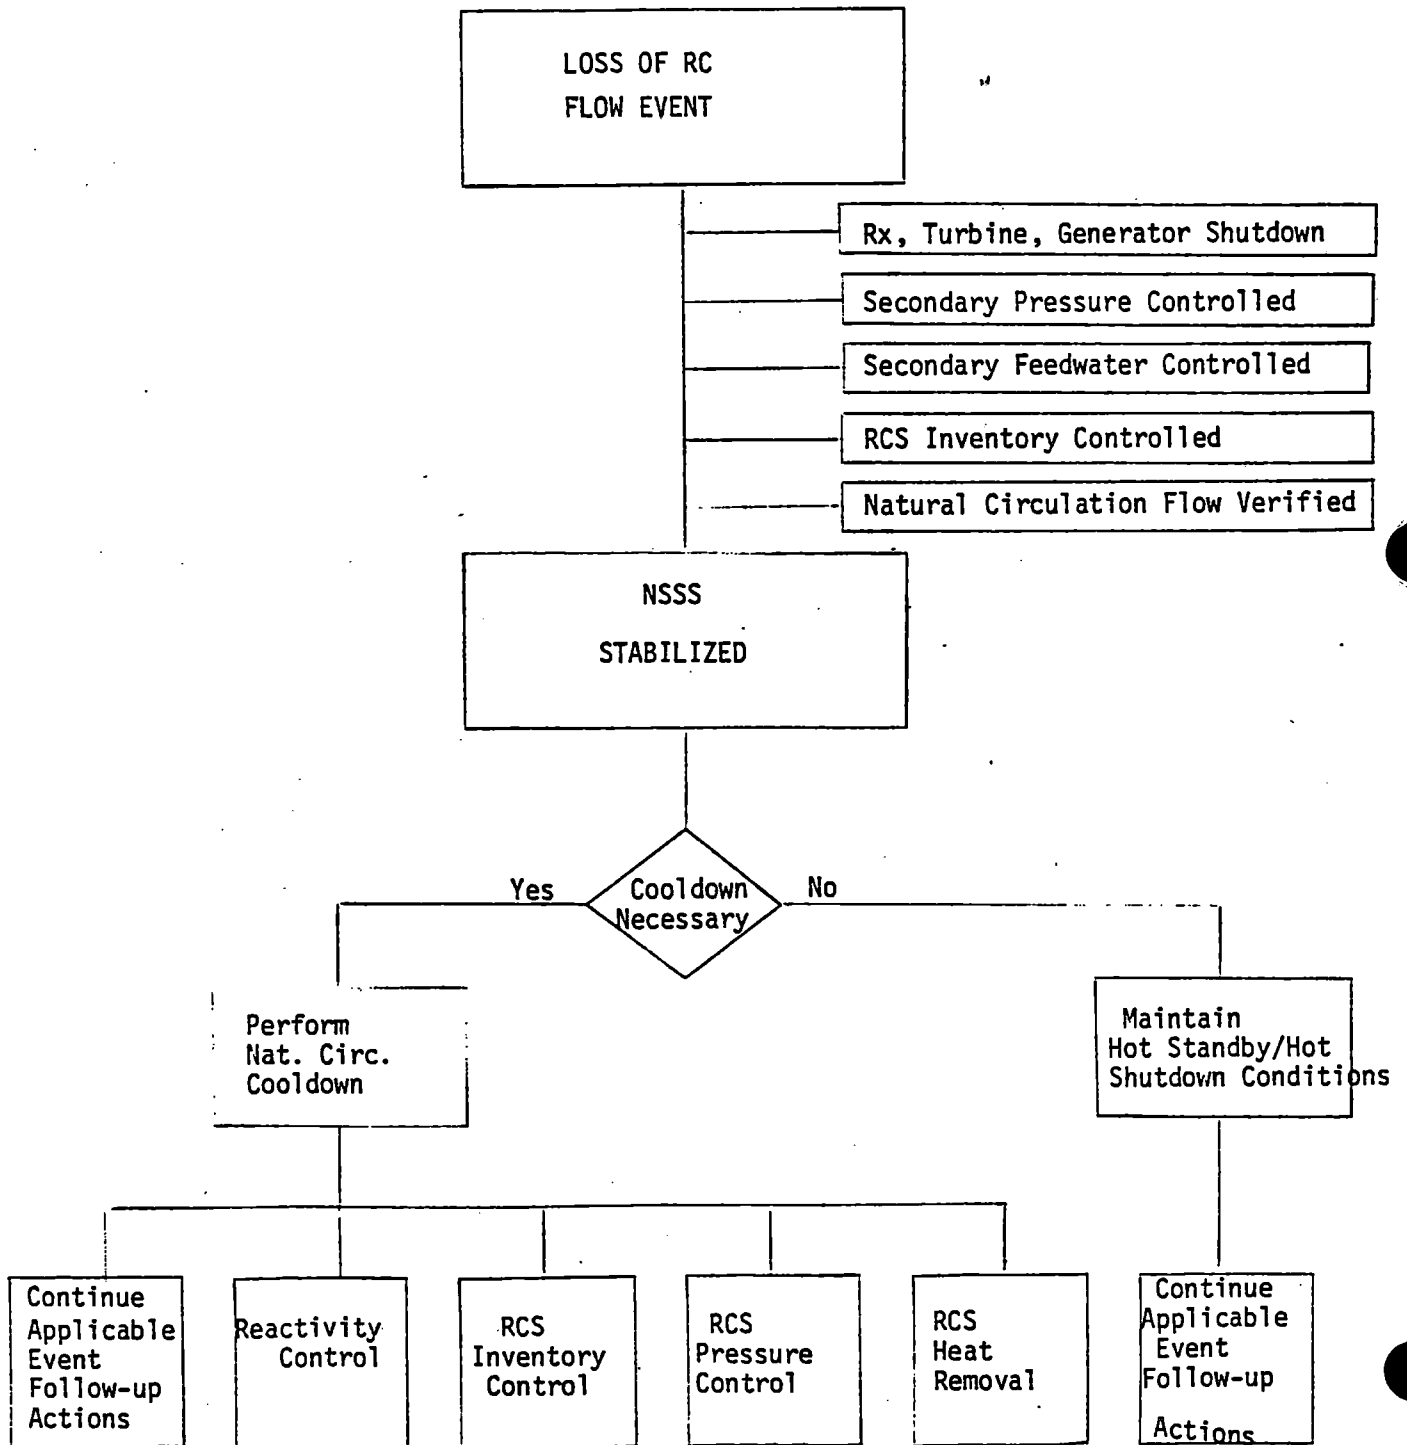 LOSS OF RC
FLOW EVENT
Rx, Turbine, Generator Shutdown
Secondary Pressure Controlled
Secondary Feedwater Controlled
RCS Inventory Controlled
Natural Circulation Flow Verified
NSSS
STABILIZED
Yes
Cooldown
Necessary
No
Perform
Nat. Circ.
Cooldown
Maintain
Hot Standby/Hot
Shutdown Conditions
Continue
Applicable
Event
Follow-up
Actions
Reactivity
Control
RCS
Inventory
Control
RCS
Pressure
Control
RCS
Heat
Removal
Continue
Applicable
Event
Follow-up
Actions